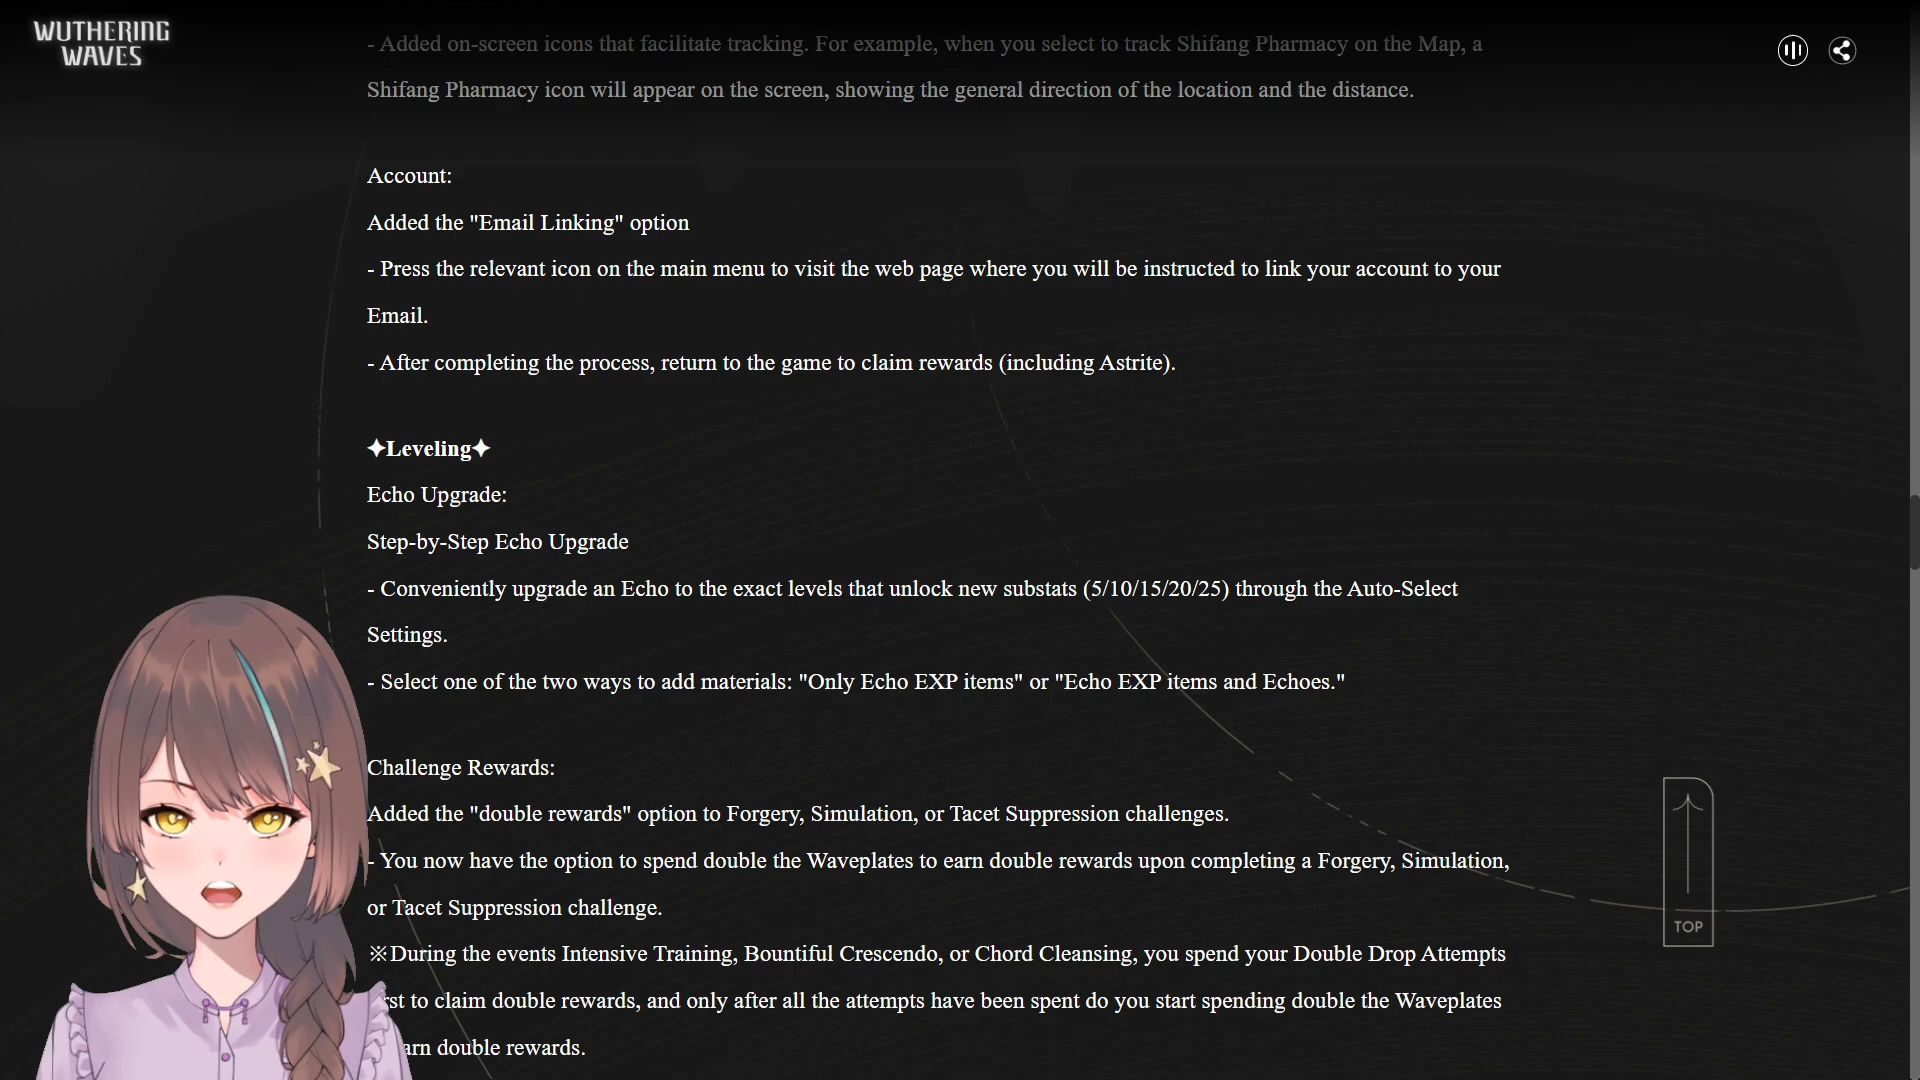 WUTHERING
WAVES
- Added on-screen icons that facilitate tracking. For example, when you select to track Shifang Pharmacy on the Map, a
Shifang Pharmacy icon will appear on the screen, showing the general direction of the location and the distance.
Account:
Added the "Email Linking" option
- Press the relevant icon on the main menu to visit the web page where you will be instructed to link your account to your
Email.
- After completing the process, return to the game to claim rewards (including Astrite).
✦Leveling✦
Echo Upgrade:
Step-by-Step Echo Upgrade
- Conveniently upgrade an Echo to the exact levels that unlock new substats (5/10/15/20/25) through the Auto-Select
Settings.
- Select one of the two ways to add materials: "Only Echo EXP items" or "Echo EXP items and Echoes."
Challenge Rewards:
Added the "double rewards" option to Forgery, Simulation, or Tacet Suppression challenges.
- You now have the option to spend double the Waveplates to earn double rewards upon completing a Forgery, Simulation,
or Tacet Suppression challenge.
※During the events Intensive Training, Bountiful Crescendo, or Chord Cleansing, you spend your Double Drop Attempts
rst to claim double rewards, and only after all the attempts have been spent do you start spending double the Waveplates
arn double rewards.
TOP